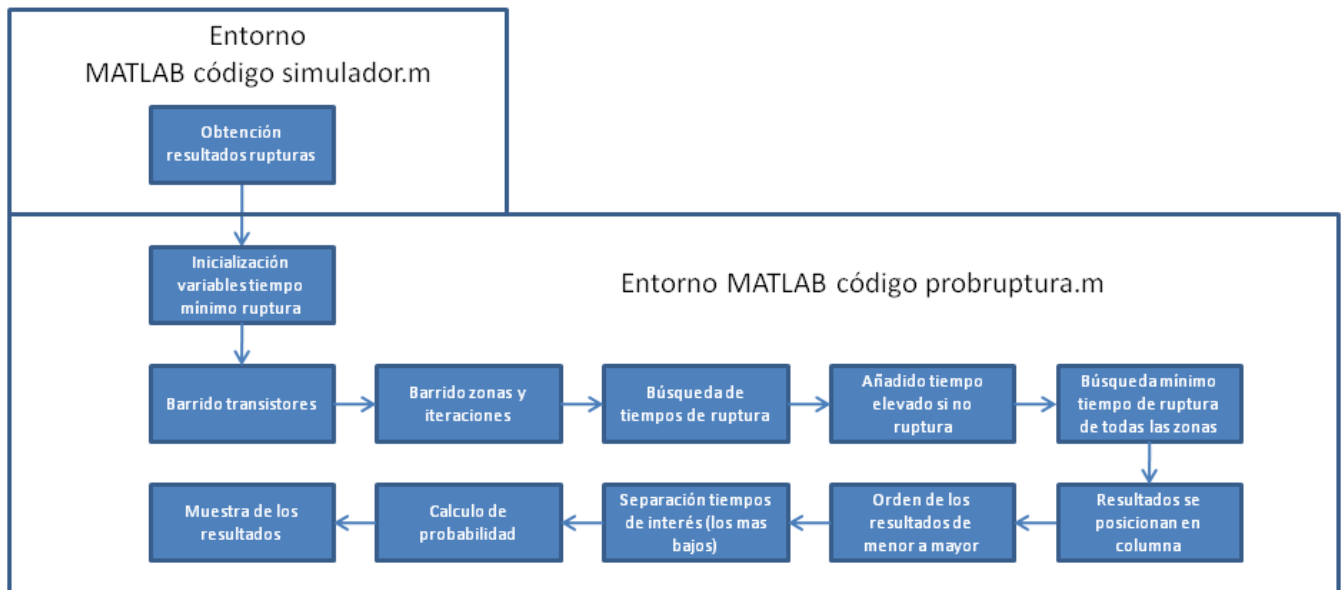 Entorno
MATLAB código simulador.m
Obtención
resultados rupturas
Inicialización
variables tiempo
mínimo ruptura
Entorno MATLAB código probruptura.m
Barrido transistores
Barrido zonas y
iteraciones
Búsqueda de
tiempos de ruptura
Añadido tiempo
elevado si no
ruptura
Búsqueda mínimo
tiempo de ruptura
de todas las zonas
Resultados se
posicionan en
columna
Orden de los
resultados de
menor a mayor
Separación tiempos
de interés (los mas
bajos)
Calculo de
probabilidad
Muestra de los
resultados